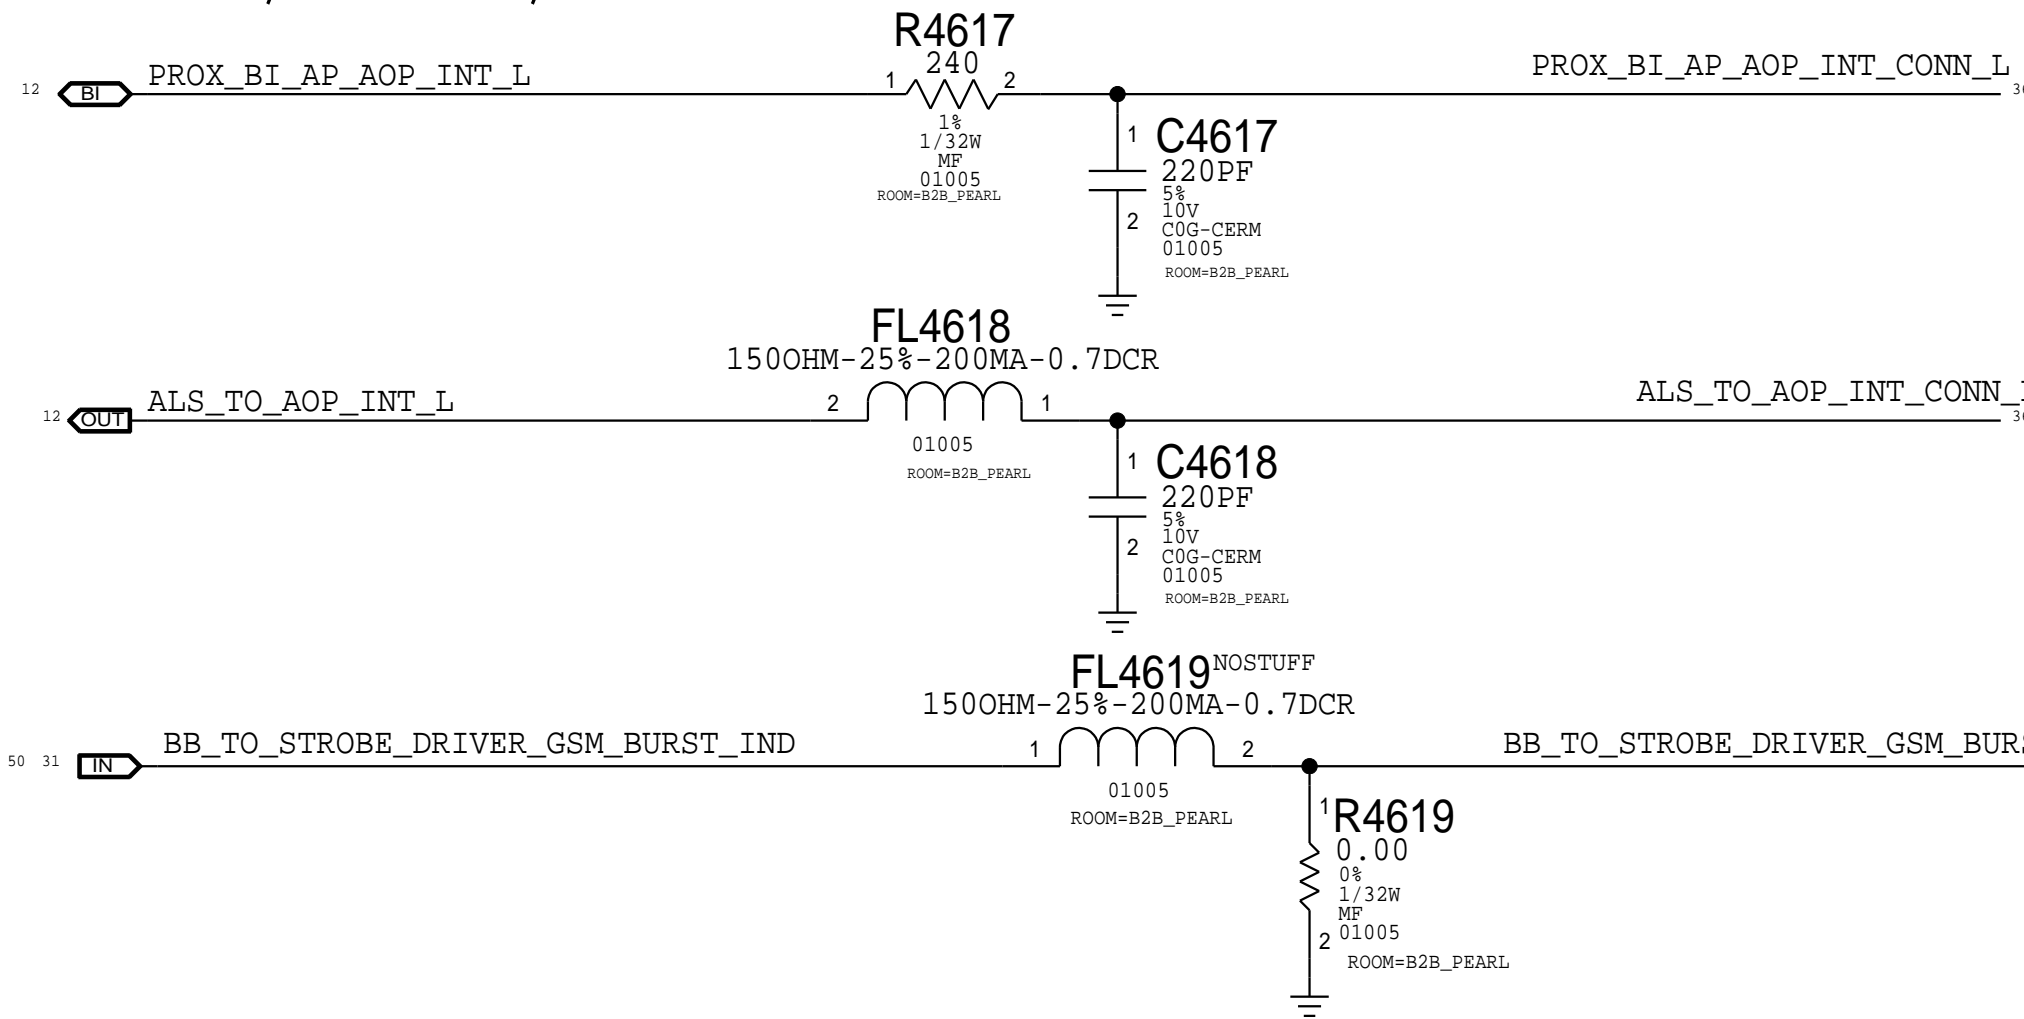 R4617
240
12 BI PROX_BI_AP_AOP_INT_L 1 2 PROX_BI_AP_AOP_INT_CONN_L
1%
1/32W
MF
01005
ROOM=B2B_PEARL
1 C4617
220PF
5%
10V
2 C0G-CERM
01005
ROOM=B2B_PEARL
FL4618
150OHM-25%-200MA-0.7DCR
12 OUT ALS_TO_AOP_INT_L 2 1 ALS_TO_AOP_INT_CONN_
01005
ROOM=B2B_PEARL
1 C4618
220PF
5%
10V
2 C0G-CERM
01005
ROOM=B2B_PEARL
FL4619 NOSTUFF
150OHM-25%-200MA-0.7DCR
50 31 IN BB_TO_STROBE_DRIVER_GSM_BURST_IND 1 2 BB_TO_STROBE_DRIVER_GSM_BURS
01005
ROOM=B2B_PEARL
1 R4619
0.00
0%
1/32W
MF
2 01005
ROOM=B2B_PEARL